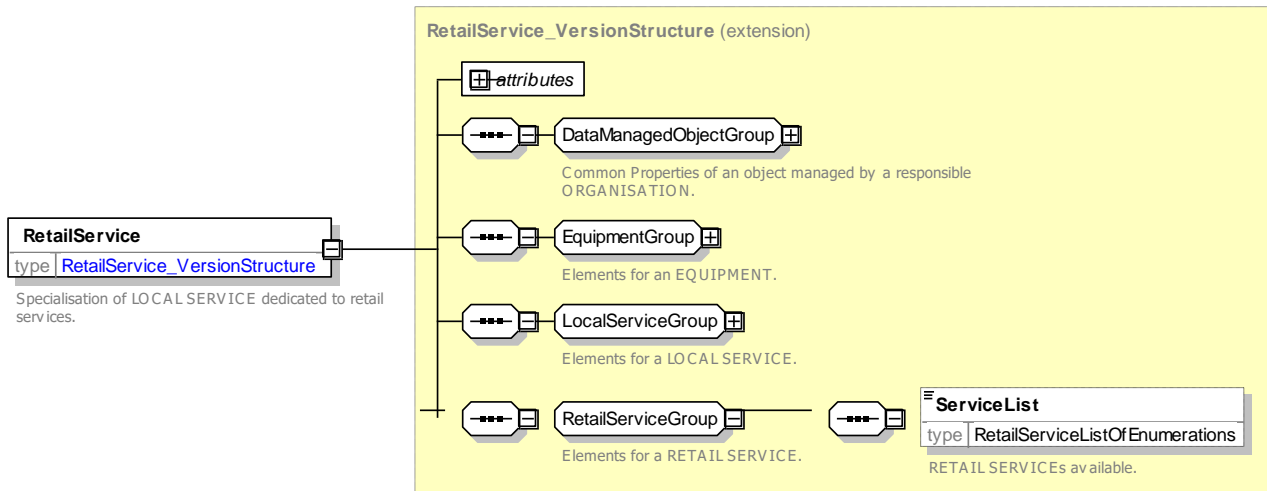 RetailService_VersionStructure (extension)
attributes
DataManagedObjectGroup
Common Properties of an object managed by a responsible
ORGANISATION.
RetailService
type RetailService_VersionStructure
Specialisation of LOCAL SERVICE dedicated to retail
services.
EquipmentGroup
Elements for an EQUIPMENT.
LocalServiceGroup
Elements for a LOCAL SERVICE.
RetailServiceGroup
Elements for a RETAIL SERVICE.
ServiceList
type RetailServiceListOfEnumerations
RETAIL SERVICEs available.